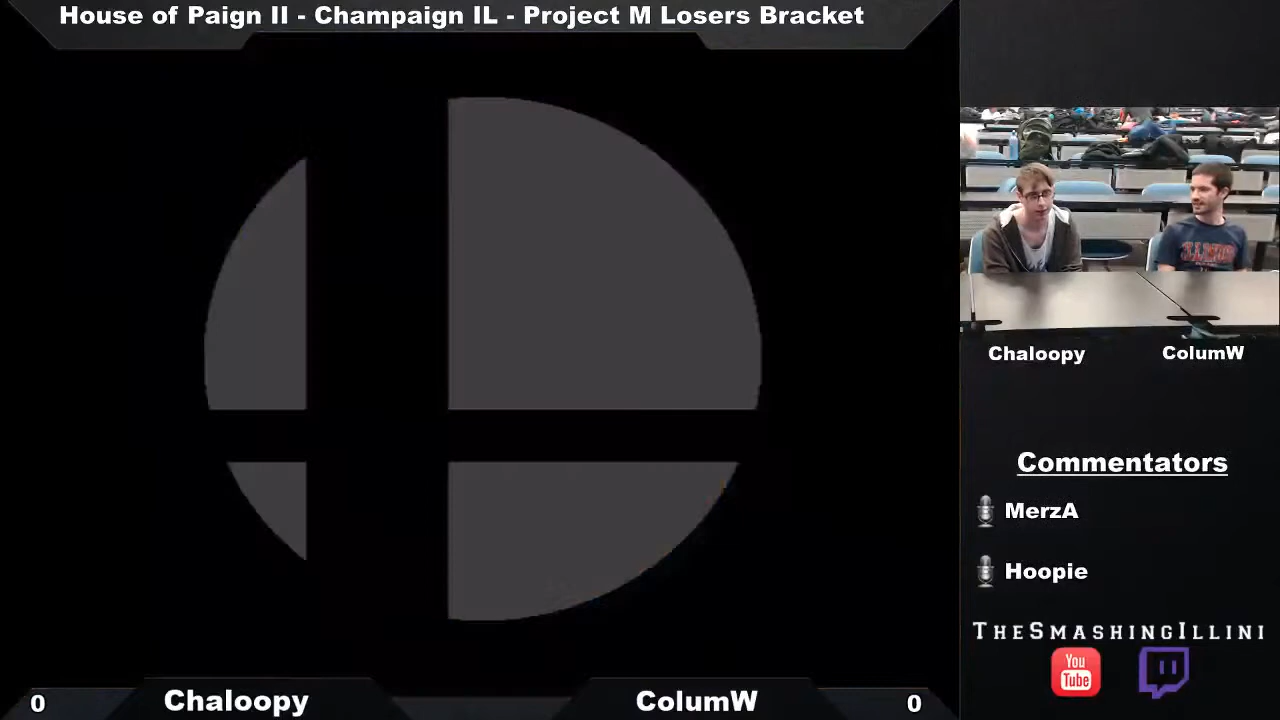 House of Paign II - Champaign IL - Project M Losers Bracket
ILLINOIS
Chaloopy
ColumW
Commentators
MerzA
Hoopie
THESMASHINGILLINI
You
Tube
0
Chaloopy
ColumW
0